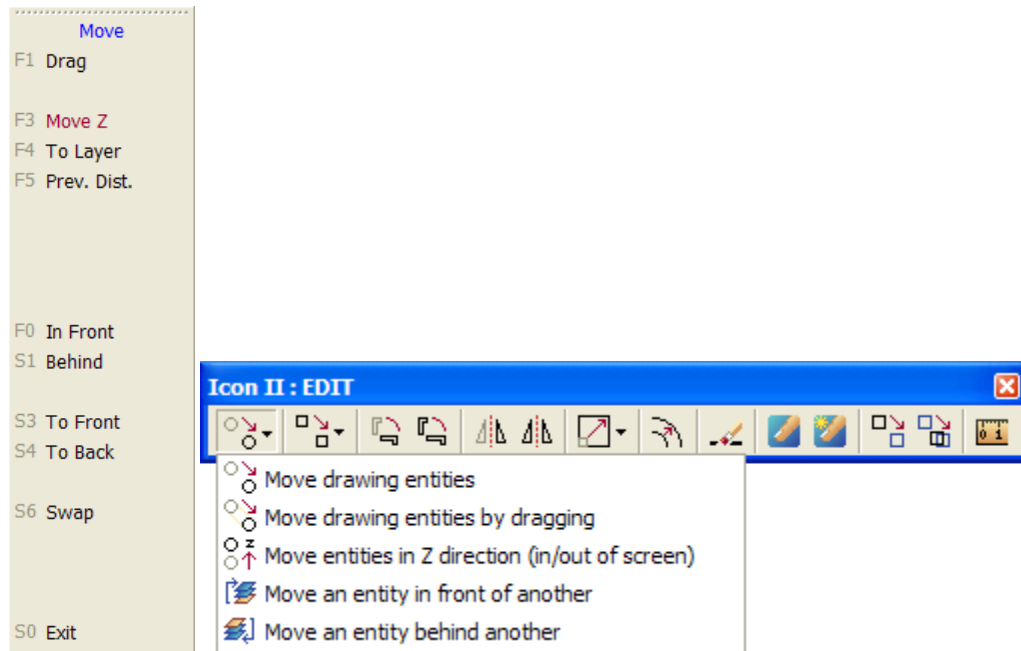 Move
F1 Drag
F3 Move Z
F4 To Layer
F5 Prev. Dist.
F0 In Front
S1 Behind
S3 To Front
S4 To Back
S6 Swap
S0 Exit
Icon II : EDIT
0 1
Move drawing entities
Move drawing entities by dragging
Z
Move entities in Z direction (in/out of screen)
Move an entity in front of another
Move an entity behind another